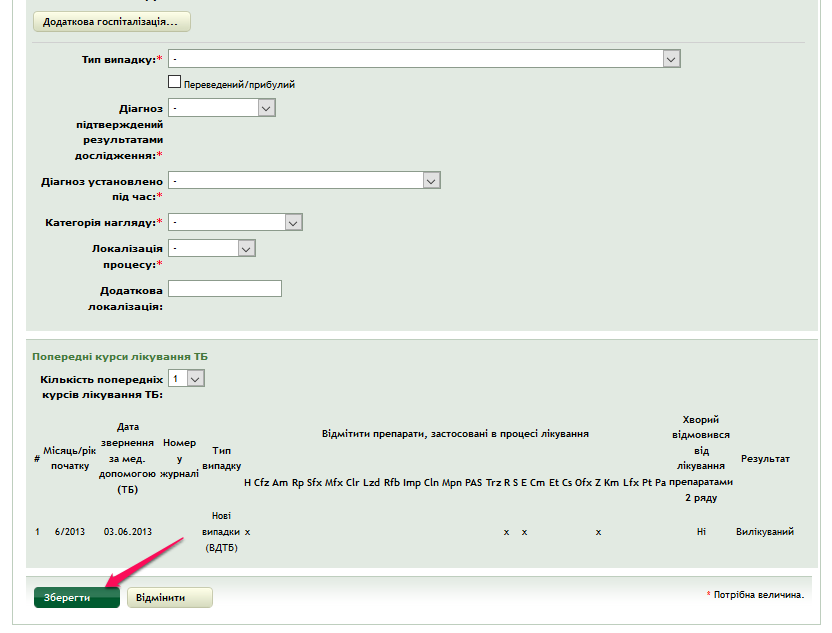 Додаткова госпіталізація...
Тип випадку:* -
Переведений/прибулий
Діагноз -
підтверджений
результатами
дослідження:*
Діагноз установлено -
під час:*
Категорія нагляду:* -
Локалізація -
процесу:*
Додаткова
локалізація:
Попередні курси лікування ТБ
Кількість попередніх 1
курсів лікування ТБ:
# Місяць/рік початку Дата звернення за мед. допомогою (ТБ) Номер у журналі Тип випадку Відмітити препарати, застосовані в процесі лікування Хворий відмовився від лікування препаратами 2 ряду Результат
H Cfz Am Rp Sfx Mfx Clr Lzd Rfb Imp Cln Mpn PAS Trz R S E Cm Et Cs Ofx Z Km Lfx Pt Pa
1 6/2013 03.06.2013 Нові випадки (ВДТБ) x x x x Ні Вилікуваний
Зберегти Відмінити * Потрібна величина.